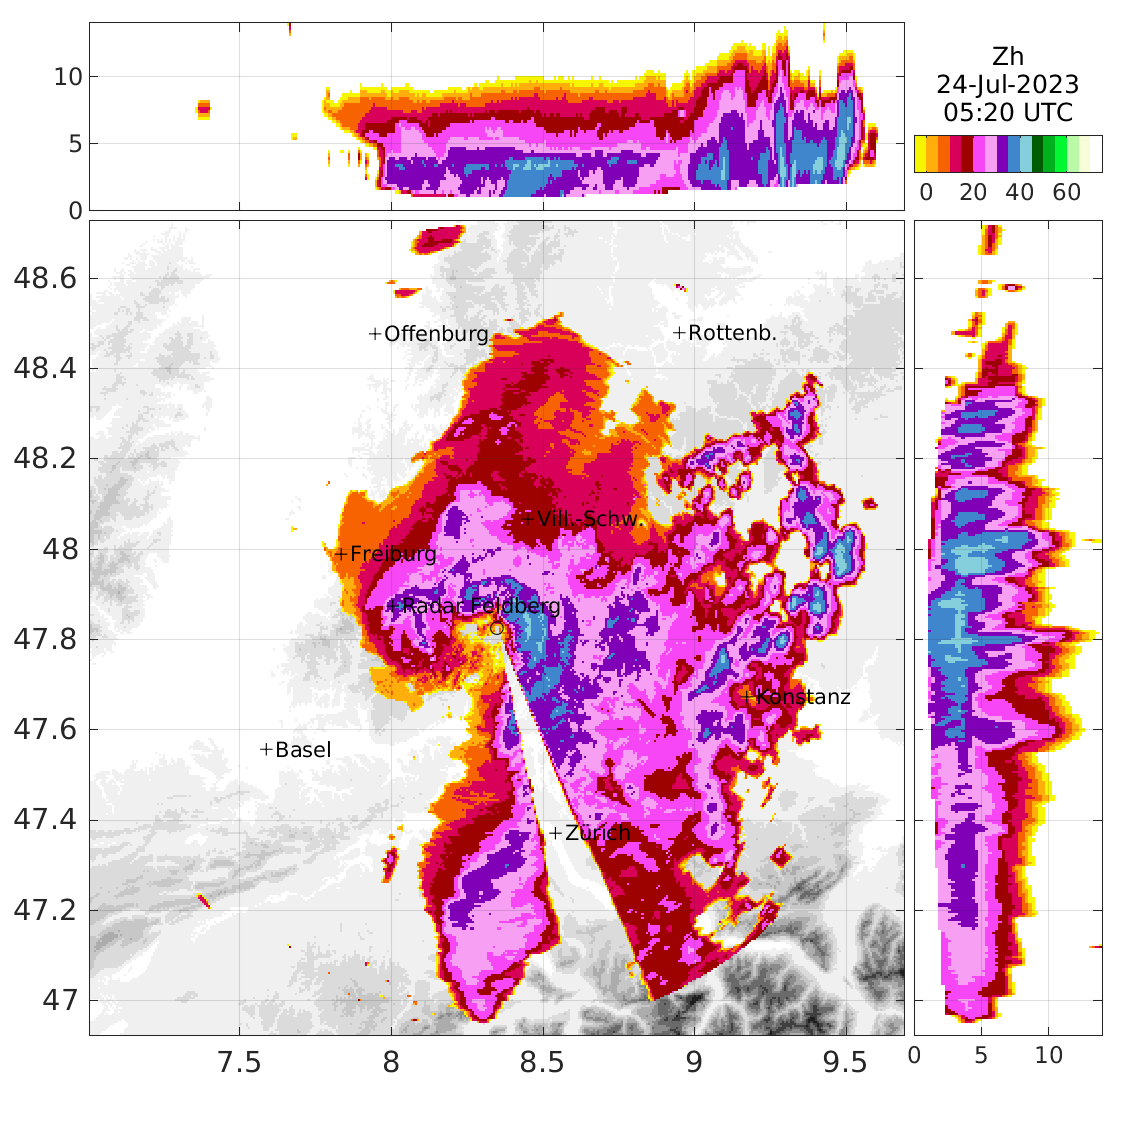 10
5
0
Zh
24-Jul-2023
05:20 UTC
0 20 40 60
48.6
48.4
48.2
48
47.8
47.6
47.4
47.2
47
+Offenburg
+Rottenb.
+Vill.-Schw.
+Freiburg
+Radar Feldberg
+Konstanz
+Basel
+Zürich
7.5 8 8.5 9 9.5
0 5 10